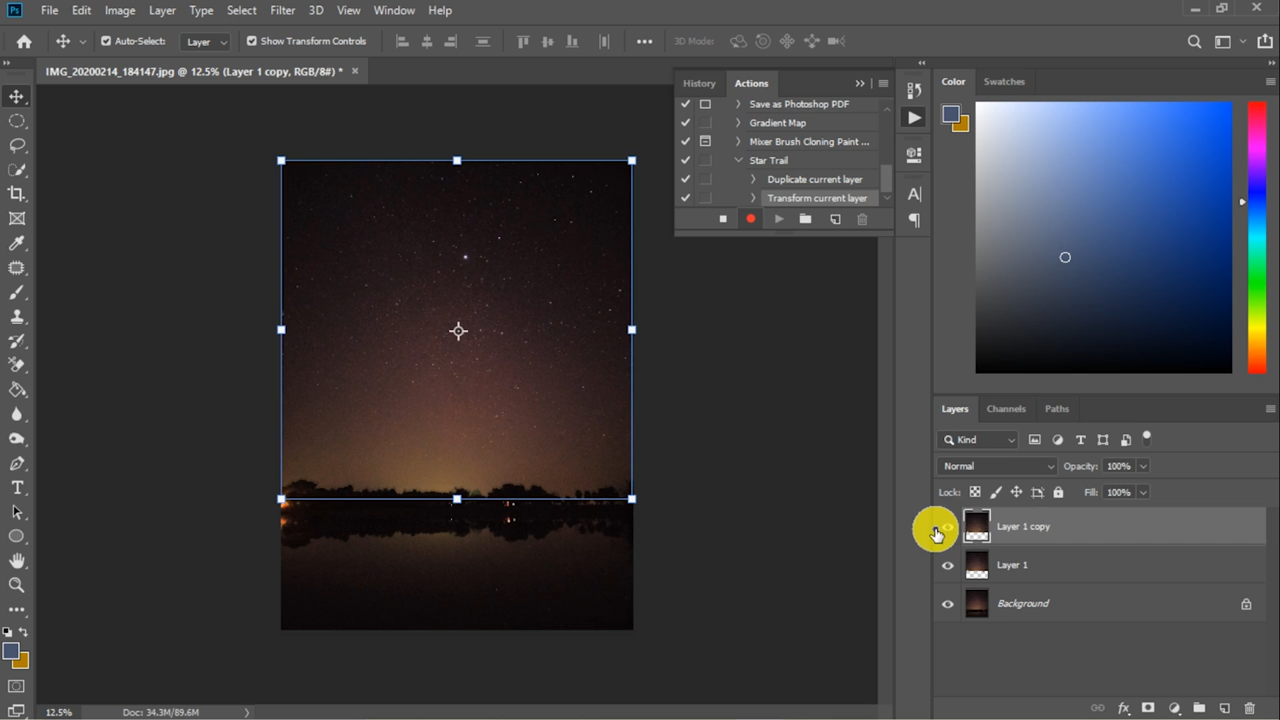 Ps File Edit Image Layer Type Select Filter 3D View Window Help
Auto-Select: Layer Show Transform Controls 3D Mode:
IMG_20200214_184147.jpg @ 12.5% (Layer 1 copy, RGB/8#) *
History Actions
Save as Photoshop PDF
Gradient Map
Mixer Brush Cloning Paint ...
Star Trail
Duplicate current layer
Transform current layer
Color Swatches
Layers Channels Paths
Kind
Normal Opacity: 100%
Lock: Fill: 100%
Layer 1 copy
Layer 1
Background
12.5% Doc: 34.3M/89.6M